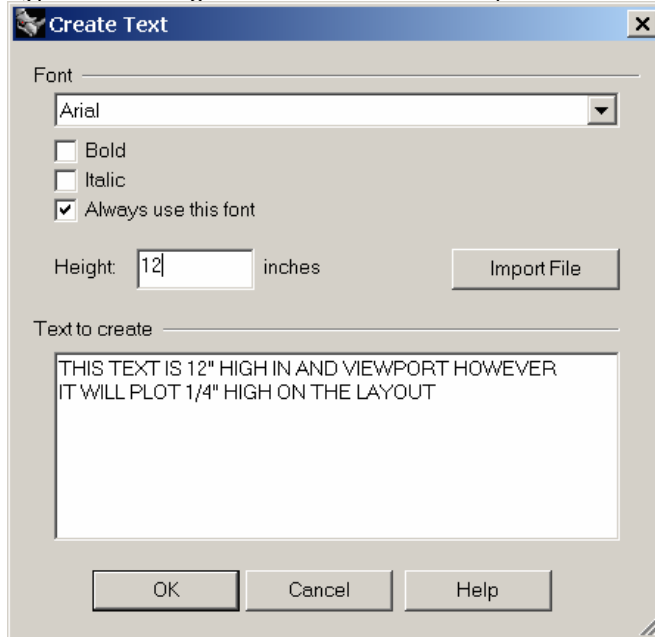 Create Text
Font
Arial
Bold
Italic
Always use this font
Height: 12 inches Import File
Text to create
THIS TEXT IS 12" HIGH IN AND VIEWPORT HOWEVER
IT WILL PLOT 1/4" HIGH ON THE LAYOUT
OK Cancel Help